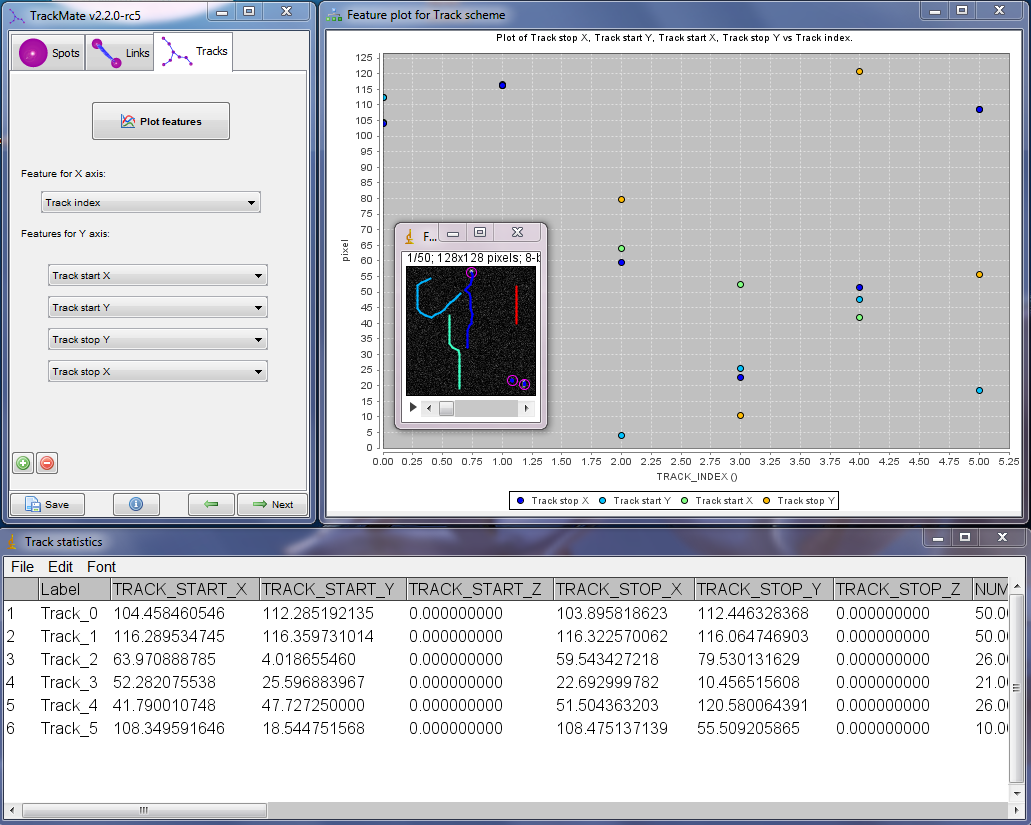 TrackMate v2.2.0-rc5
Spots
Links
Tracks
Plot features
Feature for X axis:
Track index
Features for Y axis:
Track start X
Track start Y
Track stop Y
Track stop X
Save
Next
Feature plot for Track scheme
Plot of Track stop X, Track start Y, Track start X, Track stop Y vs Track index.
125
120
115
110
105
100
95
90
85
80
75
70
65
60
55
50
45
40
35
30
25
20
15
10
5
0
pixel
0.00 0.25 0.50 0.75 1.00 1.25 1.50 1.75 2.00 2.25 2.50 2.75 3.00 3.25 3.50 3.75 4.00 4.25 4.50 4.75 5.00 5.25
TRACK_INDEX ()
Track stop X Track start Y Track start X Track stop Y
F...
1/50; 128x128 pixels; 8-b
Track statistics
File Edit Font
Label TRACK_START_X TRACK_START_Y TRACK_START_Z TRACK_STOP_X TRACK_STOP_Y TRACK_STOP_Z NUM
1 Track_0 104.458460546 112.285192135 0.000000000 103.895818623 112.446328368 0.000000000 50.00
2 Track_1 116.289534745 116.359731014 0.000000000 116.322570062 116.064746903 0.000000000 50.00
3 Track_2 63.970888785 4.018655460 0.000000000 59.543427218 79.530131629 0.000000000 26.00
4 Track_3 52.282075538 25.596883967 0.000000000 22.692999782 10.456515608 0.000000000 21.00
5 Track_4 41.790010748 47.727250000 0.000000000 51.504363203 120.580064391 0.000000000 26.00
6 Track_5 108.349591646 18.544751568 0.000000000 108.475137139 55.509205865 0.000000000 10.00